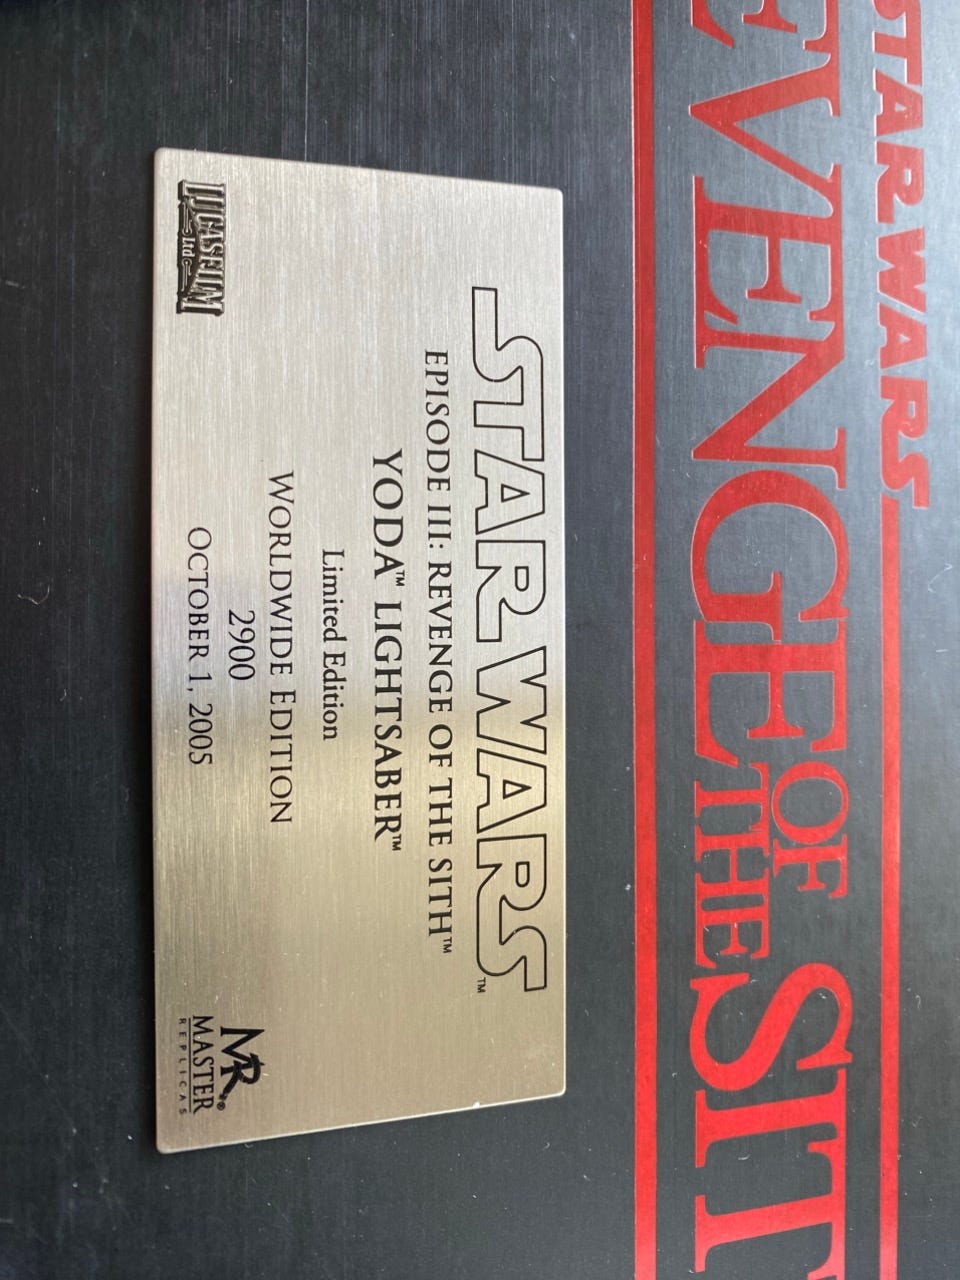 STAR WARS
EVENGE OF
THE SIT
STAR WARS™
EPISODE III: REVENGE OF THE SITH™
YODA™ LIGHTSABER™
Limited Edition
WORLDWIDE EDITION
2900
OCTOBER 1, 2005
LUCASFILM
Ltd
MR®
MASTER
REPLICAS